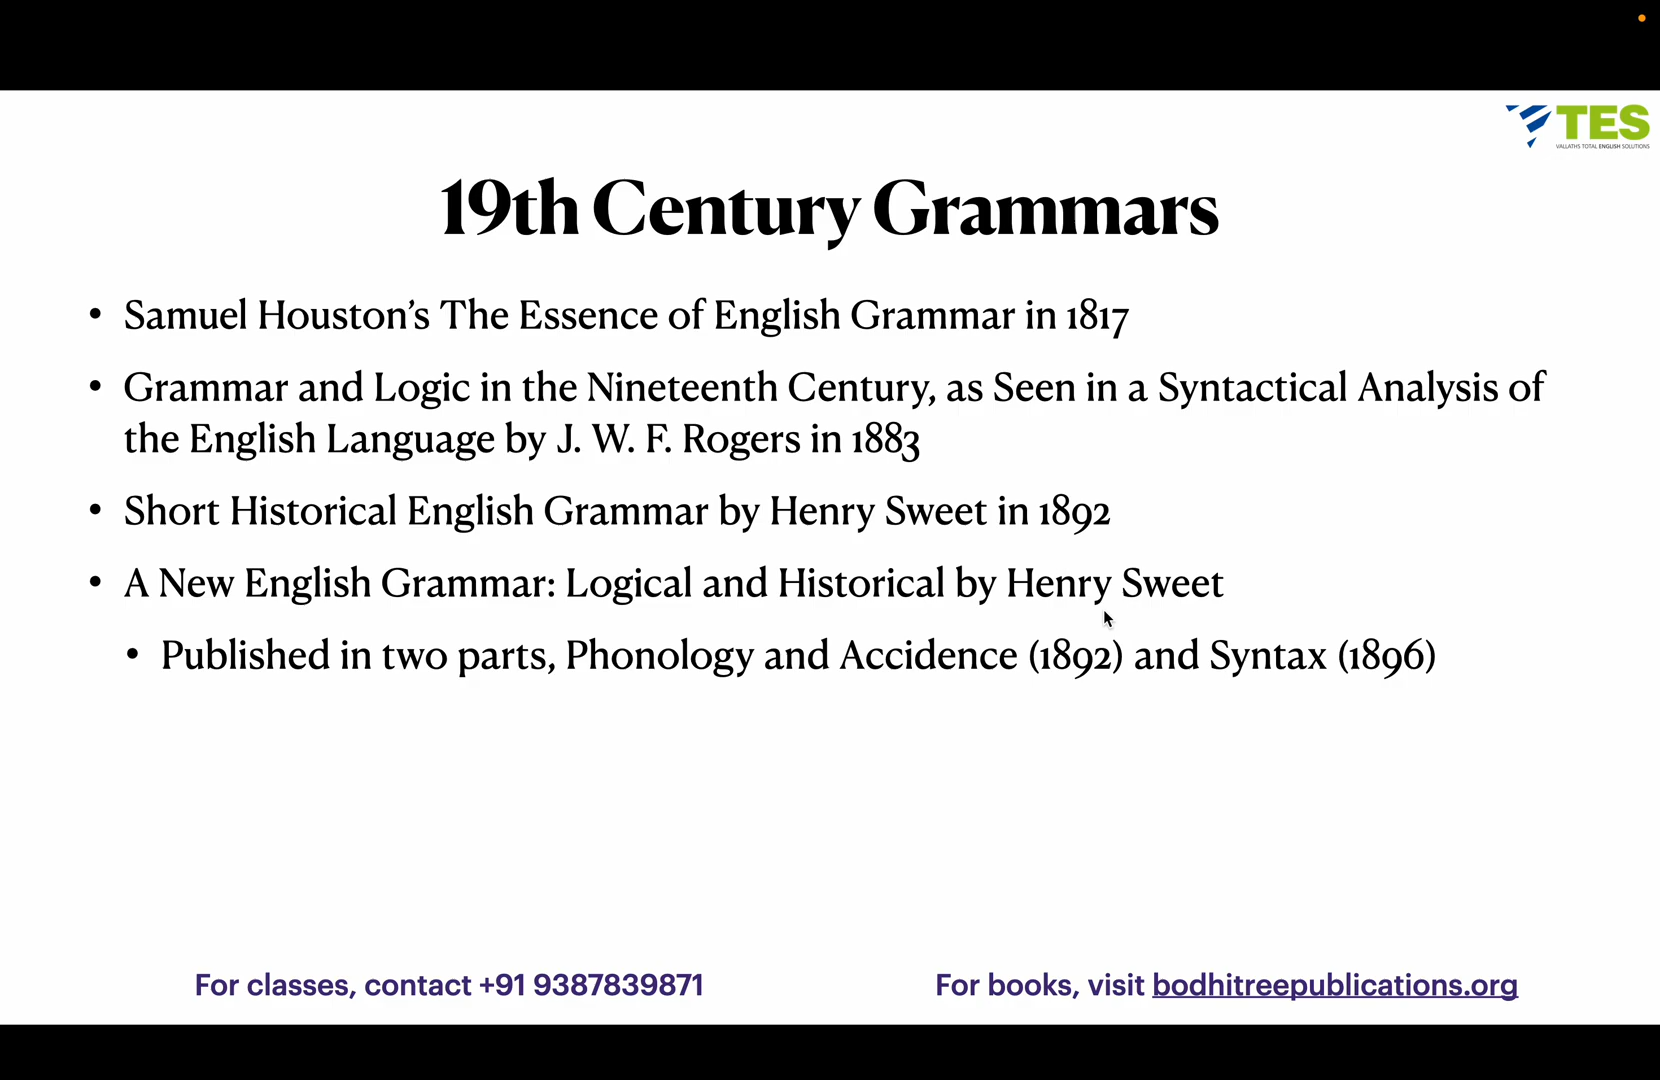 TES
VALLATHS TOTAL ENGLISH SOLUTIONS
19th Century Grammars
• Samuel Houston’s The Essence of English Grammar in 1817
• Grammar and Logic in the Nineteenth Century, as Seen in a Syntactical Analysis of
the English Language by J. W. F. Rogers in 1883
• Short Historical English Grammar by Henry Sweet in 1892
• A New English Grammar: Logical and Historical by Henry Sweet
• Published in two parts, Phonology and Accidence (1892) and Syntax (1896)
For classes, contact +91 9387839871
For books, visit bodhitreepublications.org